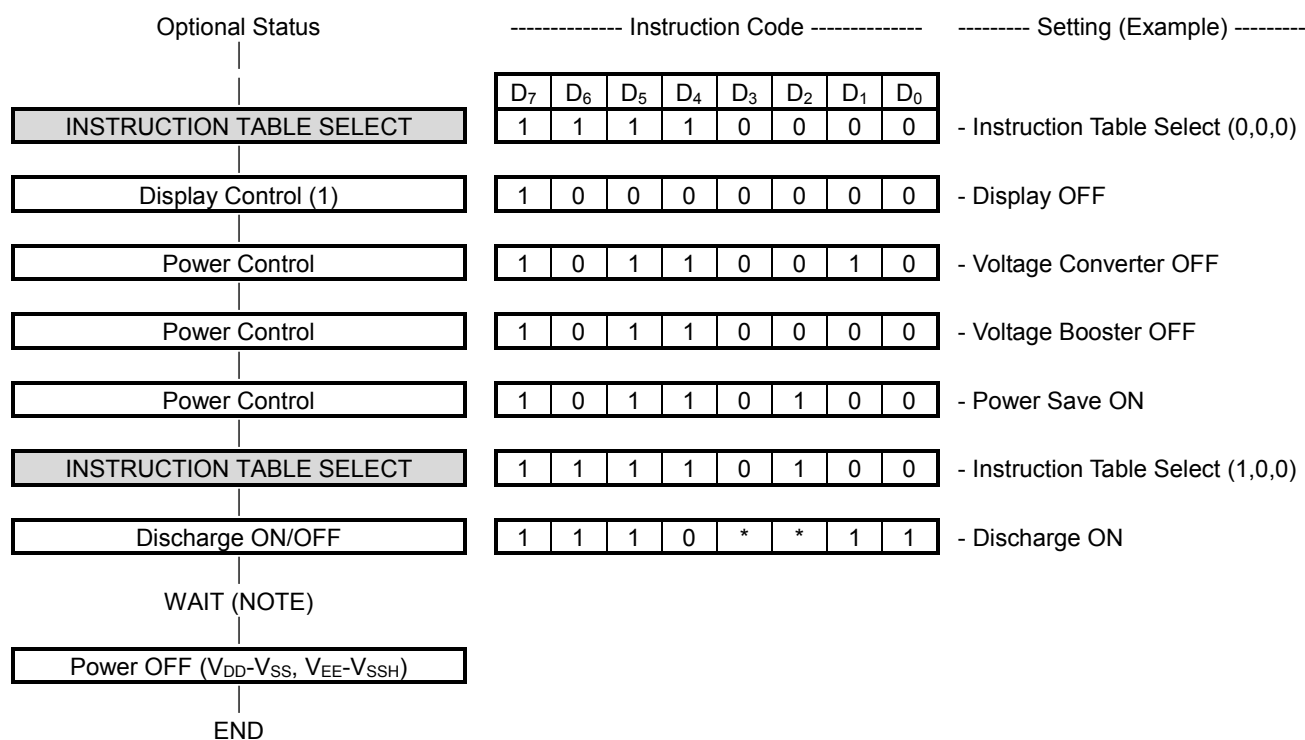 Optional Status -------------- Instruction Code -------------- --------- Setting (Example) ---------
D7 D6 D5 D4 D3 D2 D1 D0
INSTRUCTION TABLE SELECT 1 1 1 1 0 0 0 0 - Instruction Table Select (0,0,0)
Display Control (1) 1 0 0 0 0 0 0 0 - Display OFF
Power Control 1 0 1 1 0 0 1 0 - Voltage Converter OFF
Power Control 1 0 1 1 0 0 0 0 - Voltage Booster OFF
Power Control 1 0 1 1 0 1 0 0 - Power Save ON
INSTRUCTION TABLE SELECT 1 1 1 1 0 1 0 0 - Instruction Table Select (1,0,0)
Discharge ON/OFF 1 1 1 0 * * 1 1 - Discharge ON
WAIT (NOTE)
Power OFF (VDD-VSS, VEE-VSSH)
END